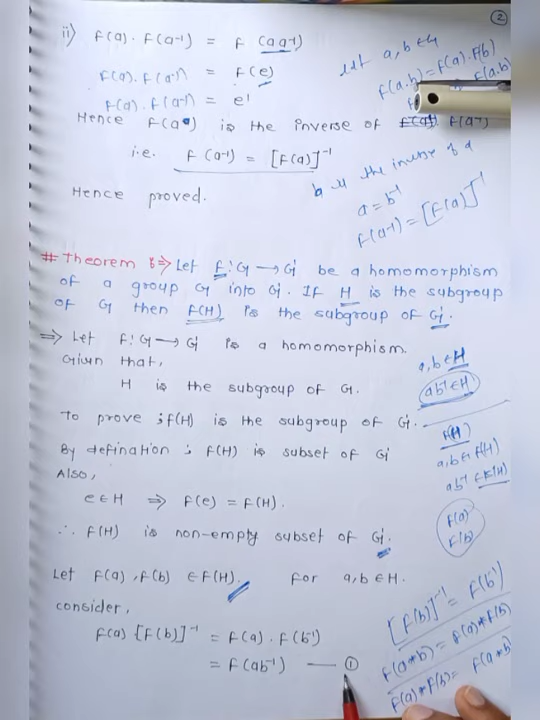 ②
ii) f(a) · f(a⁻¹) = f (aa⁻¹)
f(a) · f(a⁻¹) = f(e)
f(a) · f(a⁻¹) = e'
Hence f(a) is the inverse of f(a⁻¹)
i.e. f(a⁻¹) = [f(a)]⁻¹
Hence proved.
let a, b ∈ G
f(a.b) = f(a) · f(b)
f(a.b)
b is the inverse of a
a = b⁻¹
f(a⁻¹) = [f(a)]⁻¹
# Theorem :⇒ Let f: G → G' be a homomorphism
of a group G into G'. If H is the subgroup
of G then f(H) is the subgroup of G'.
⇒ Let f: G → G' is a homomorphism.
Given that,
H is the subgroup of G.
To prove : f(H) is the subgroup of G'.
By defination : f(H) is subset of G'
Also,
e ∈ H ⇒ f(e) = f(H).
∴ f(H) is non-empty subset of G'.
Let f(a), f(b) ∈ f(H). for a, b ∈ H.
consider,
f(a) [f(b)]⁻¹ = f(a) · f(b⁻¹)
= f(ab⁻¹) — ①
a, b ∈ H
ab⁻¹ ∈ H
f(H)
a, b ∈ f(H)
ab⁻¹ ∈ f(H)
f(a)
f(b)
[f(b)]⁻¹ = f(b⁻¹)
f(a*b) = f(a)*f(b)
f(a)*f(b) = f(a*b)